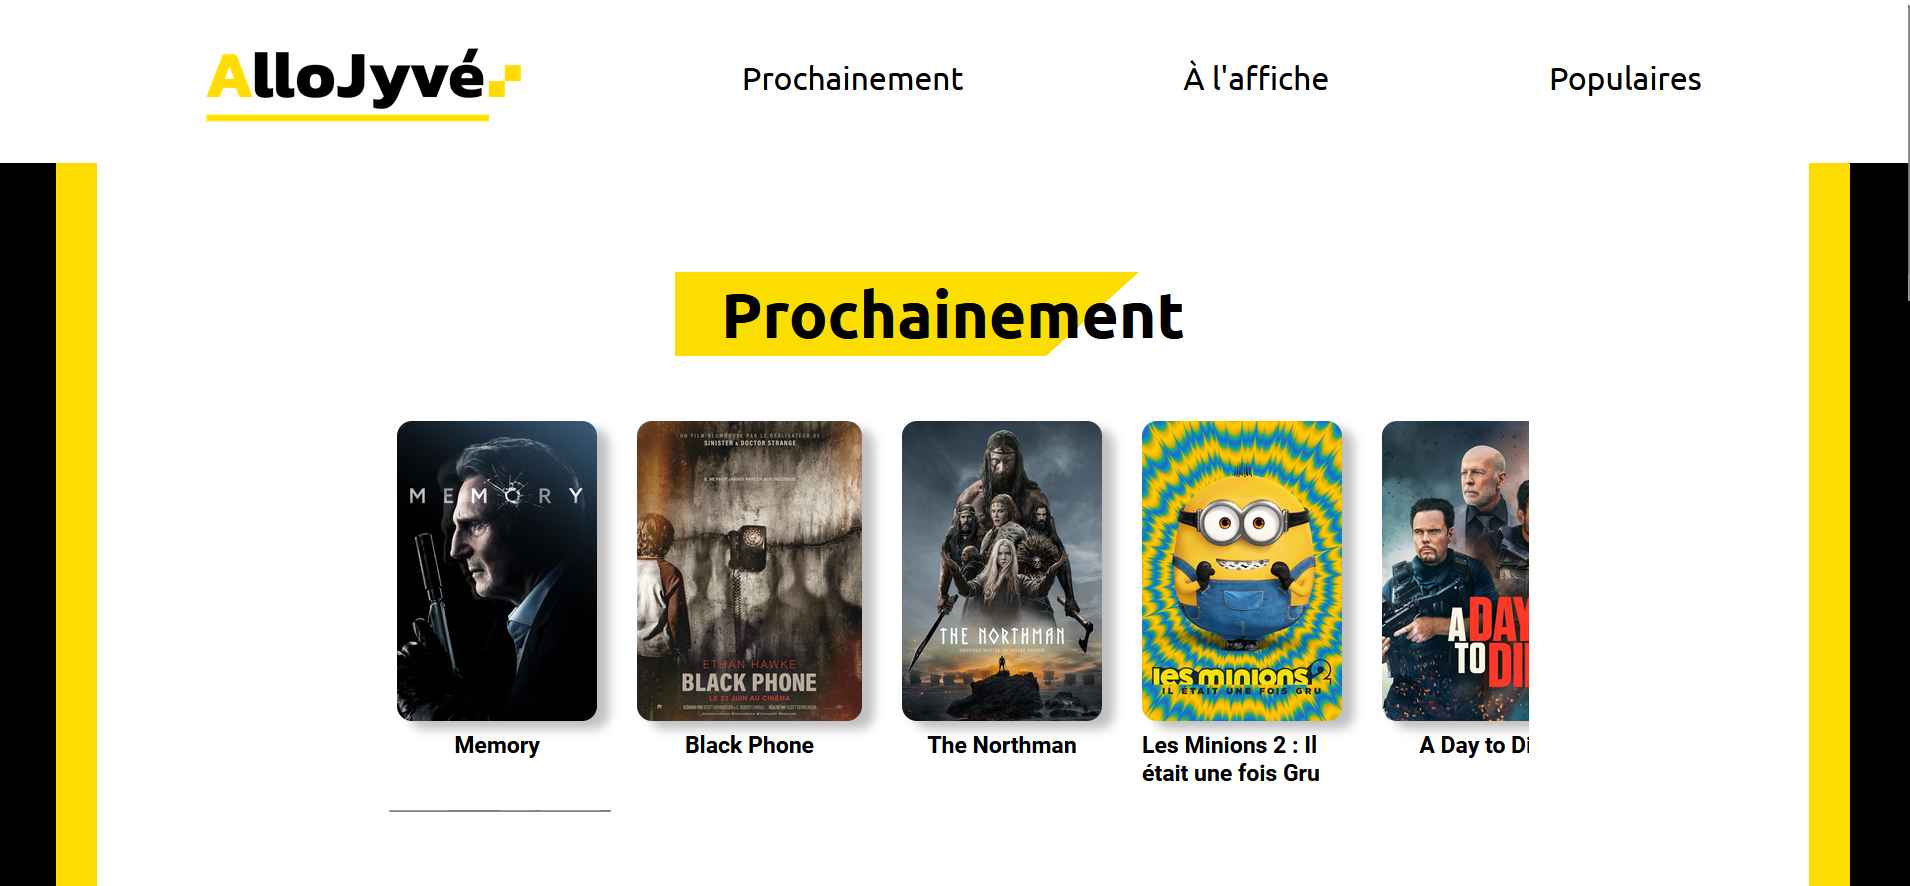 AlloJyvé
Prochainement
À l'affiche
Populaires
Prochainement
MEMORY
UN FILM BLUMHOUSE PAR LE RÉALISATEUR DE
SINISTER & DOCTOR STRANGE
ETHAN HAWKE
BLACK PHONE
LE 22 JUIN AU CINÉMA
THE NORTHMAN
les minions 2
IL ÉTAIT UNE FOIS GRU
A DAY
TO DI
Memory
Black Phone
The Northman
Les Minions 2 : Il
était une fois Gru
A Day to Di